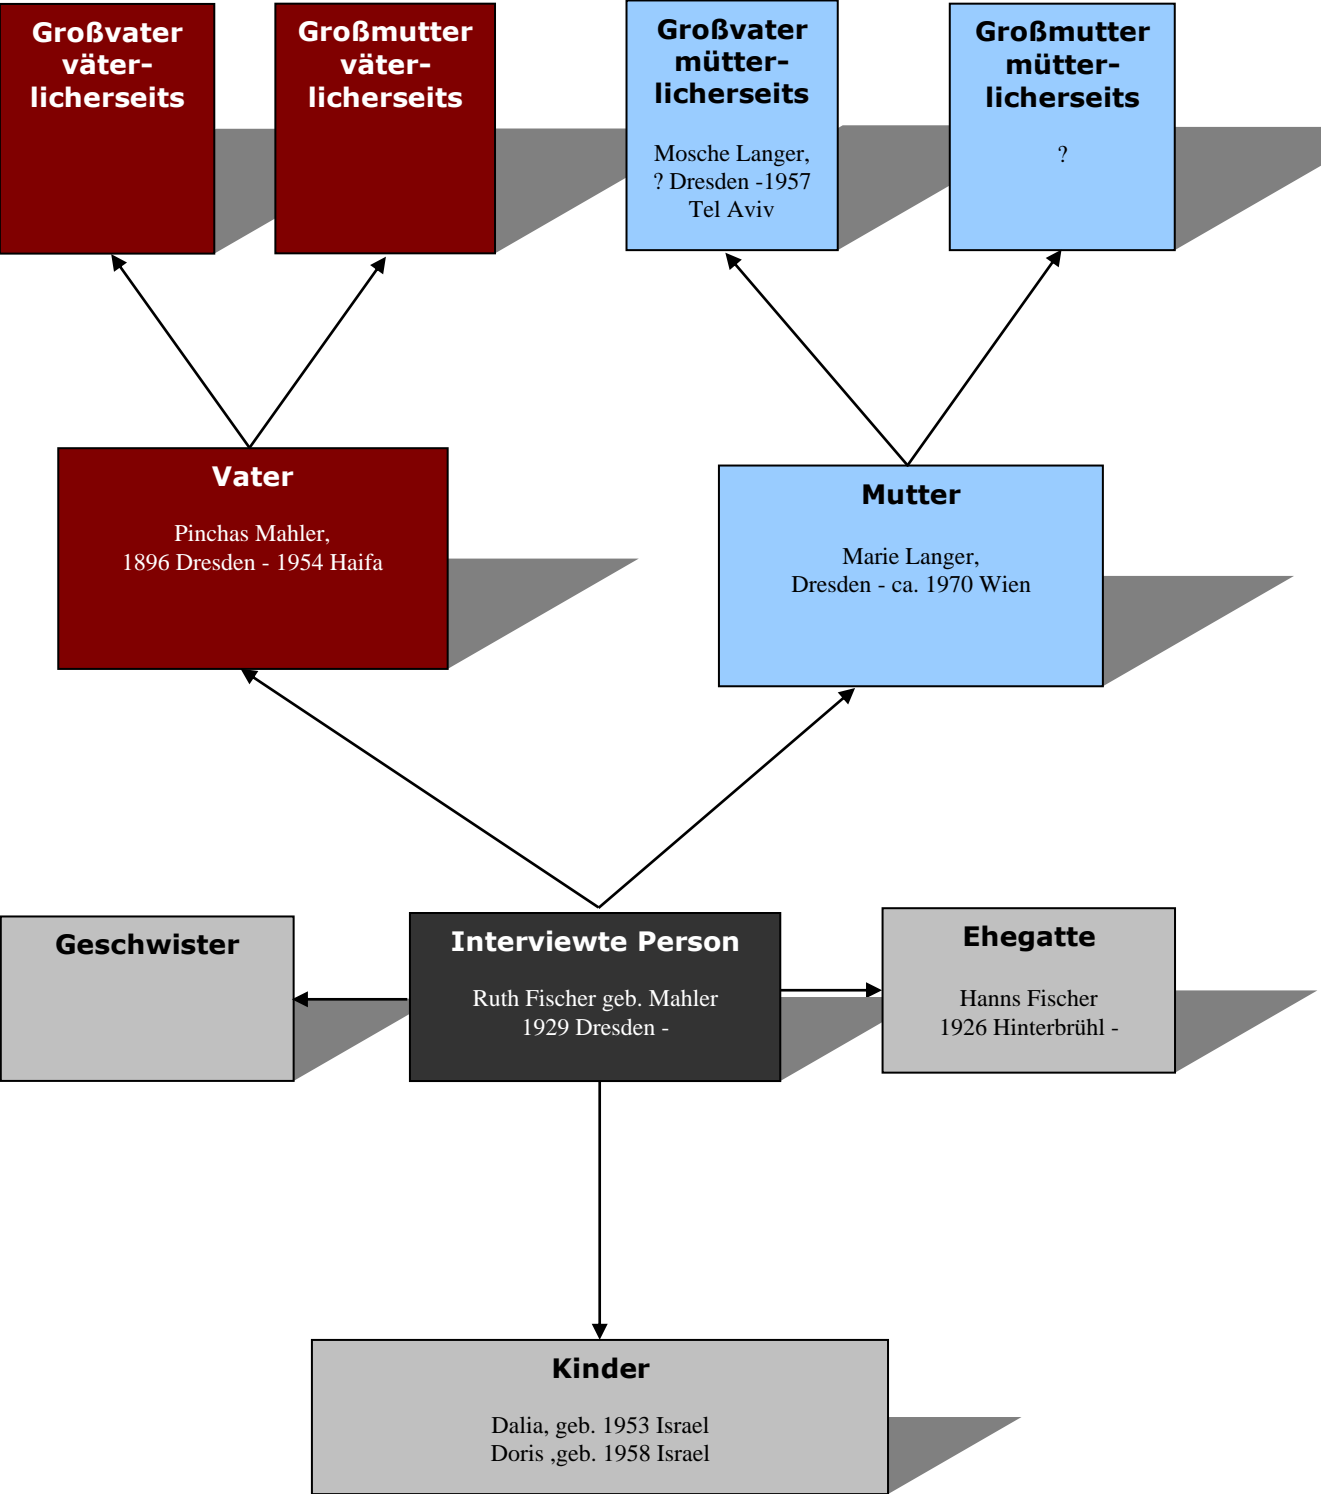 Großvater
väter-
licherseits
Großmutter
väter-
licherseits
Großvater
mütter-
licherseits
Mosche Langer,
? Dresden -1957
Tel Aviv
Großmutter
mütter-
licherseits
?
Vater
Pinchas Mahler,
1896 Dresden - 1954 Haifa
Mutter
Marie Langer,
Dresden - ca. 1970 Wien
Geschwister
Interviewte Person
Ruth Fischer geb. Mahler
1929 Dresden -
Ehegatte
Hanns Fischer
1926 Hinterbrühl -
Kinder
Dalia, geb. 1953 Israel
Doris ,geb. 1958 Israel